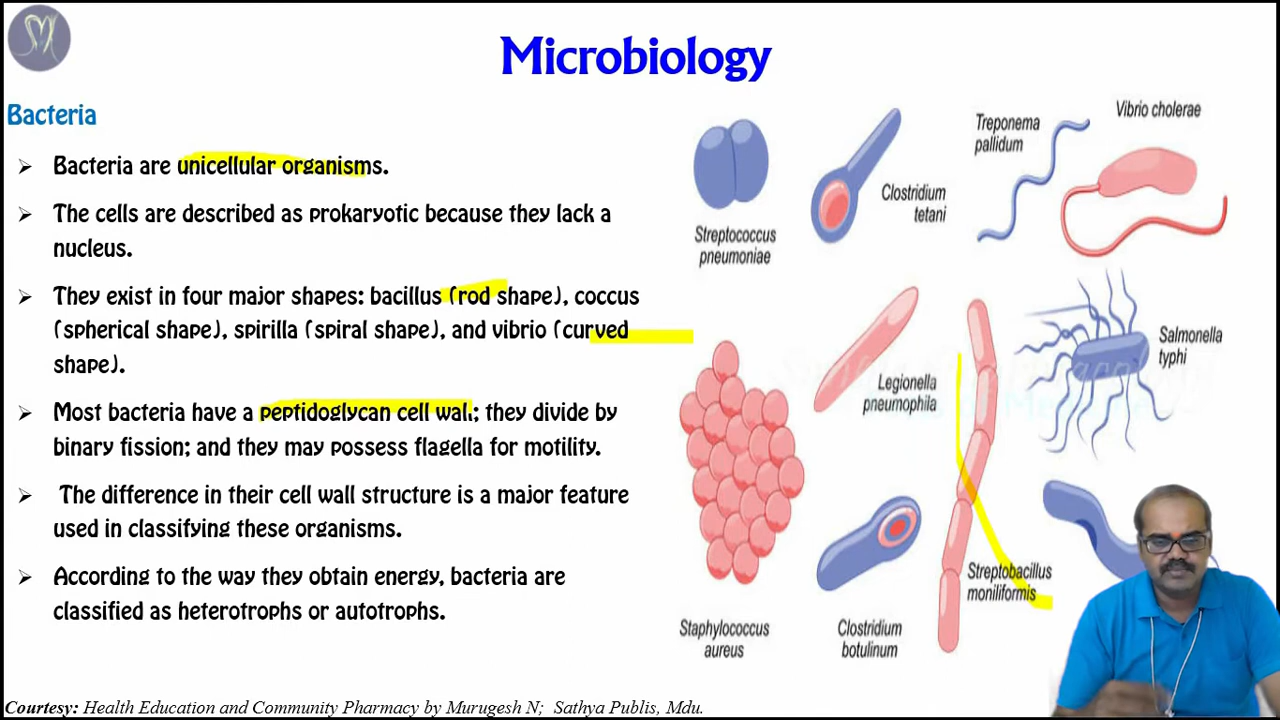 Microbiology
Bacteria
➢ Bacteria are unicellular organisms.
➢ The cells are described as prokaryotic because they lack a
nucleus.
➢ They exist in four major shapes: bacillus (rod shape), coccus
(spherical shape), spirilla (spiral shape), and vibrio (curved
shape).
➢ Most bacteria have a peptidoglycan cell wal.; they divide by
binary fission; and they may possess flagella for motility.
➢ The difference in their cell wall structure is a major feature
used in classifying these organisms.
➢ According to the way they obtain energy, bacteria are
classified as heterotrophs or autotrophs.
Streptococcus
pneumoniae
Clostridium
tetani
Treponema
pallidum
Vibrio cholerae
Legionella
pneumophila
Salmonella
typhi
Staphylococcus
aureus
Clostridium
botulinum
Streptobacillus
moniliformis
Courtesy: Health Education and Community Pharmacy by Murugesh N; Sathya Publis, Mdu.